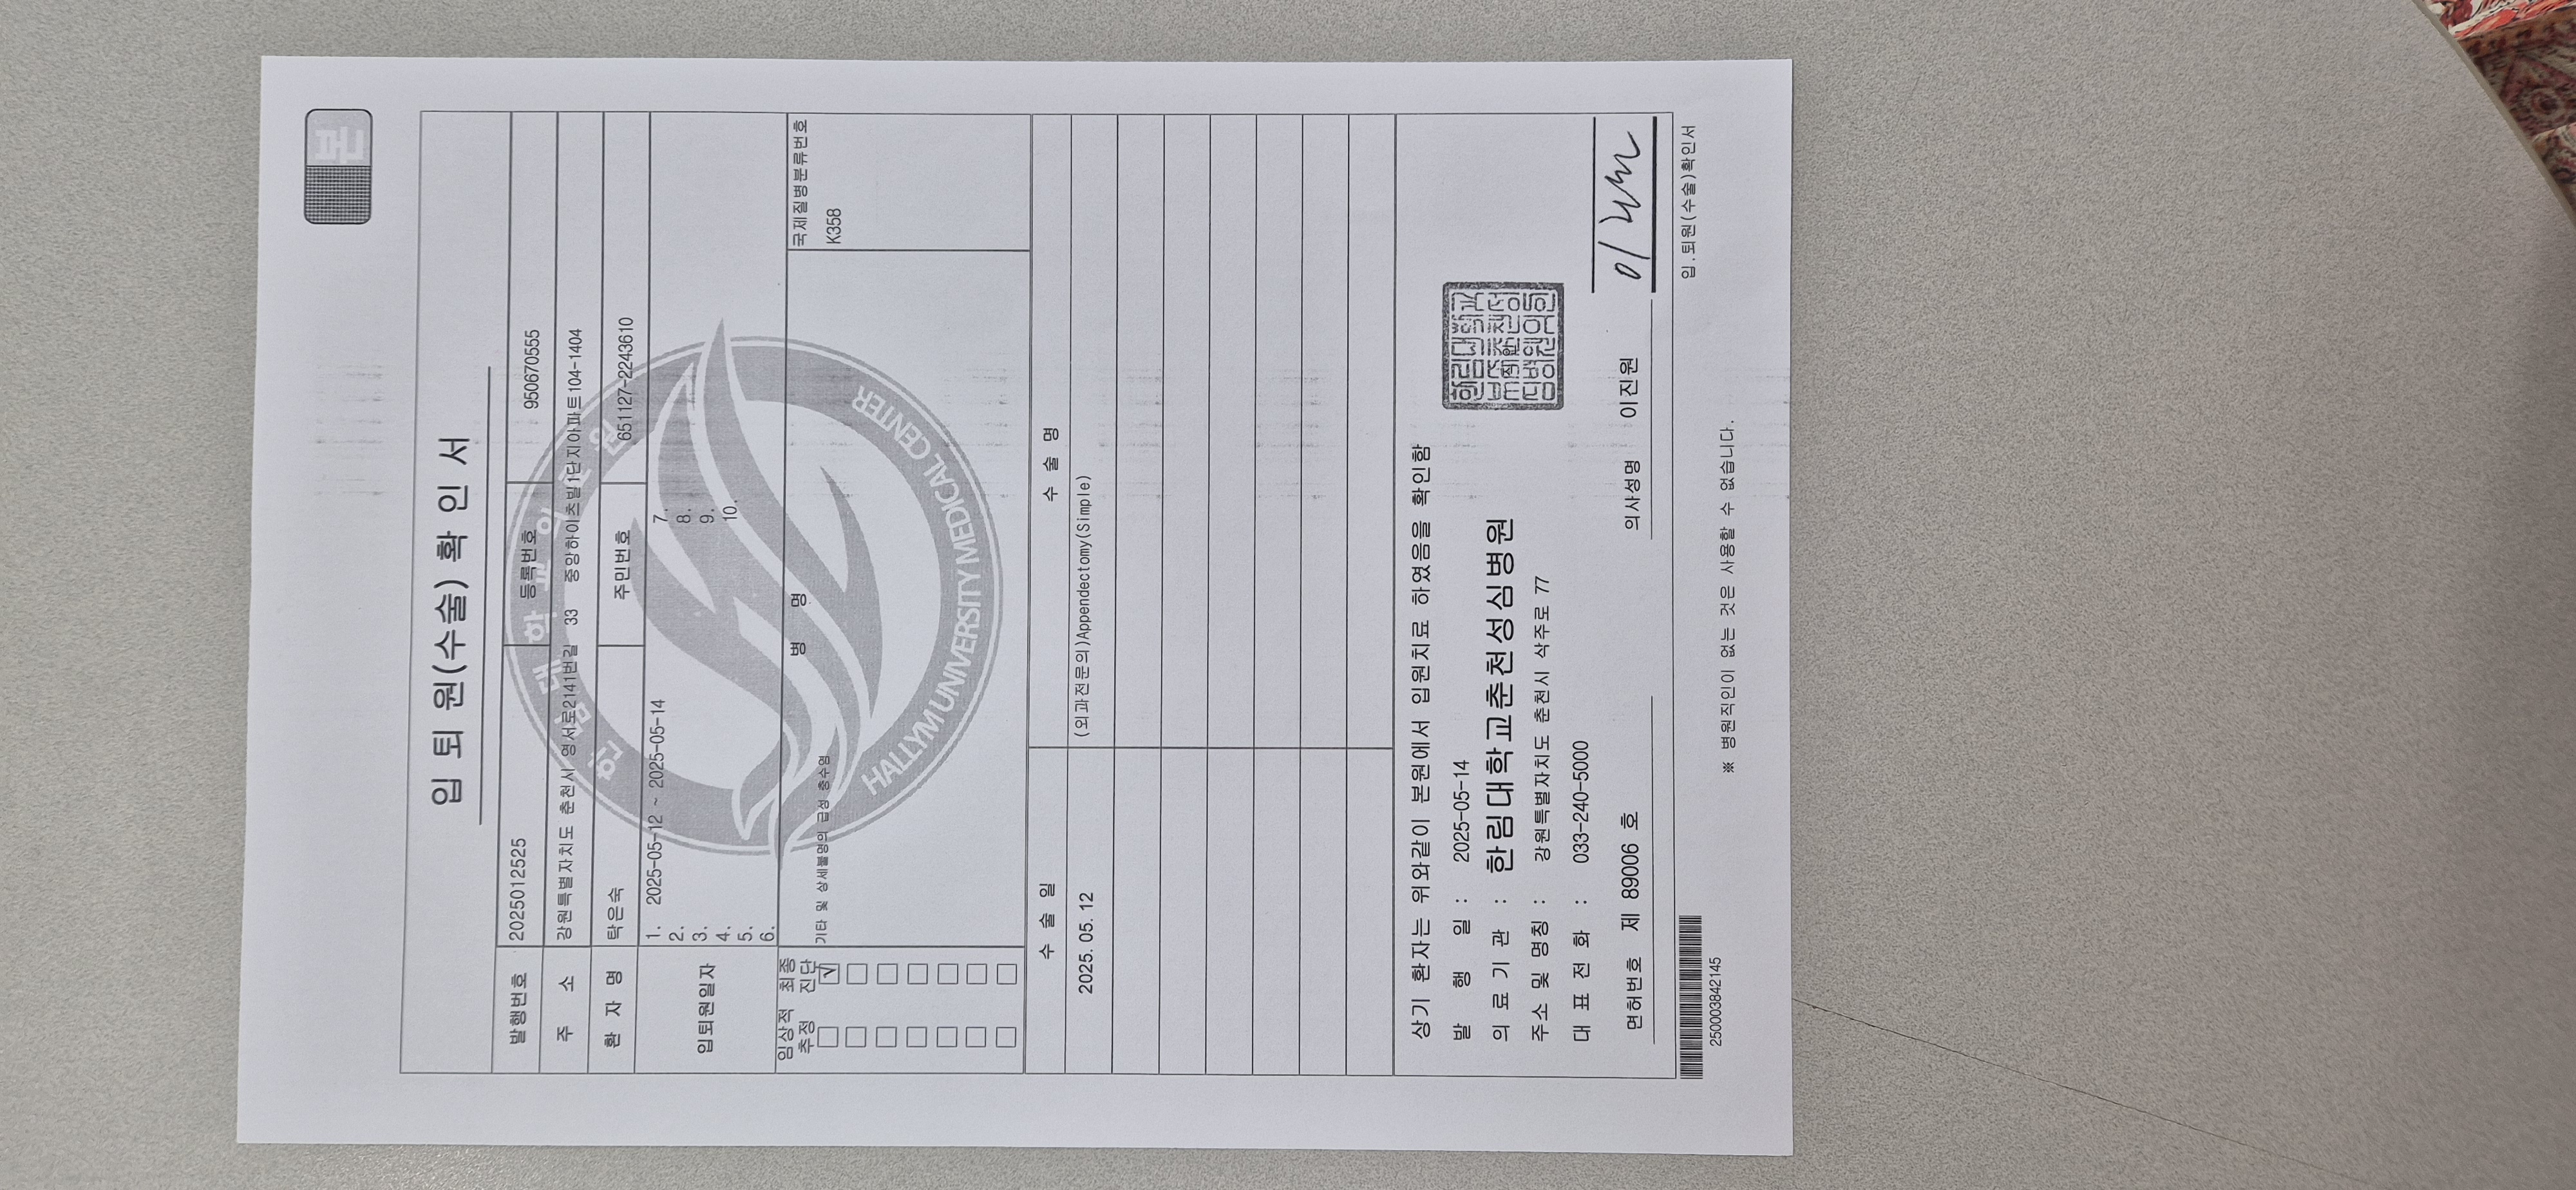 본
입 퇴 원(수술) 확 인 서
발행번호 2025012525 등록번호 950670555
주 소 강원특별자치도 춘천시 영서로2141번길 33 중앙하이츠빌1단지아파트104-1404
환 자 명 탁은숙 주민번호 651127-2243610
입퇴원일자
1. 2025-05-12 ~ 2025-05-14 7.
2. 8.
3. 9.
4. 10.
5.
6.
임상적 추정 최종 진단 병 명 국제질병분류번호
√ 기타 및 상세불명의 급성 충수염 K358
한림대학교의료원
HALLYM UNIVERSITY MEDICAL CENTER
수 술 일 수 술 명
2025. 05. 12 (외과전문의)Appendectomy(Simple)
상기 환자는 위와같이 본원에서 입원치료 하였음을 확인함
발 행 일 : 2025-05-14
의 료 기 관 : 한림대학교춘천성심병원
주소 및 명칭 : 강원특별자치도 춘천시 삭주로 77
대 표 전 화 : 033-240-5000
면허번호 제 89006 호 의사성명 이진원
250003842145
입.퇴원(수술)확인서
※ 병원직인이 없는 것은 사용할 수 없습니다.